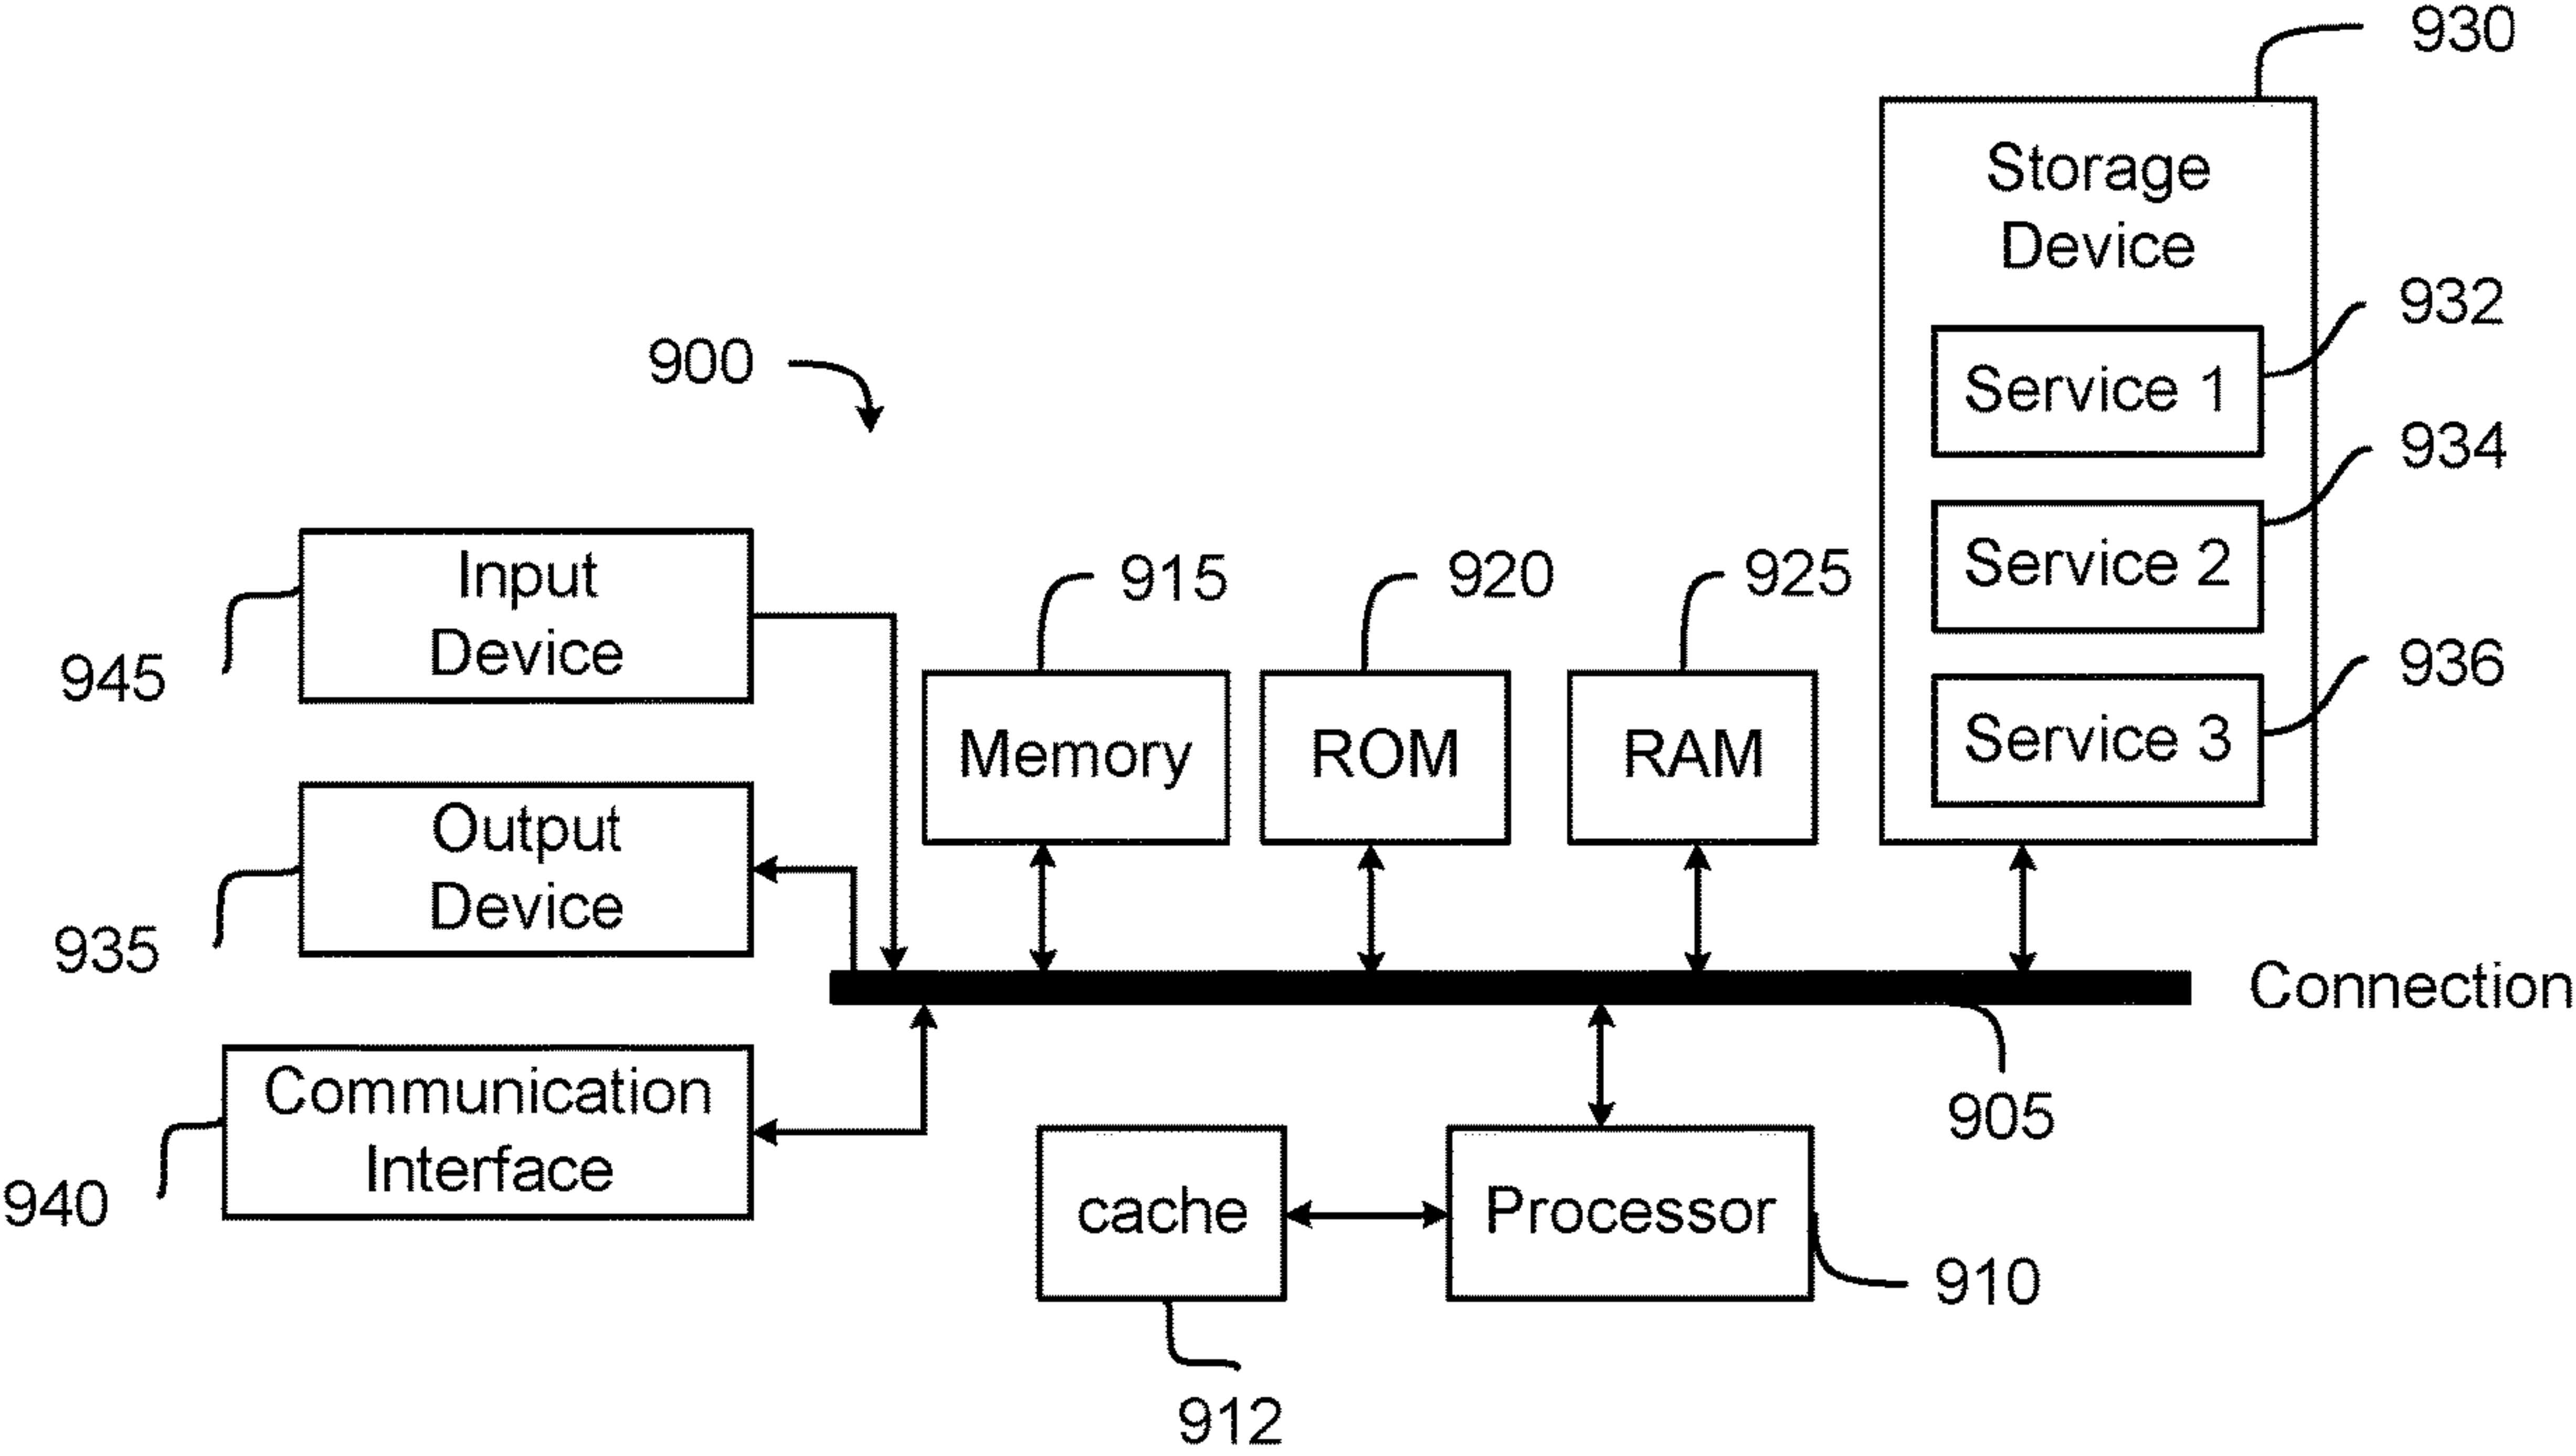 930
Storage
Device
932
900
Service 1
934
Input
Device
915
920
925
Service 2
945
936
Memory
ROM
RAM
Service 3
Output
Device
935
Connection
Communication
Interface
905
940
cache
Processor
910
912